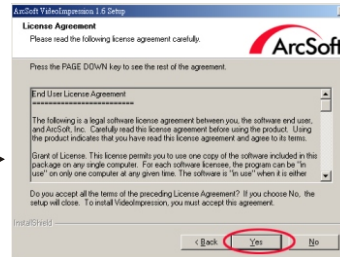 ArcSoft VideoImpression 1.6 Setup
License Agreement
Please read the following license agreement carefully.
ArcSoft
Press the PAGE DOWN key to see the rest of the agreement.
End User License Agreement
==========================
The following is a legal software license agreement between you, the software end user,
and ArcSoft, Inc. Carefully read this license agreement before using the product. Using
the product indicates that you have read this license agreement and agree to its terms.
Grant of License. This license permits you to use one copy of the software included in this
package on any single computer. For each software licensee, the program can be "in
use" on only one computer at any given time. The software is "in use" when it is either
Do you accept all the terms of the preceding License Agreement? If you choose No, the
setup will close. To install VideoImpression, you must accept this agreement.
InstallShield
< Back
Yes
No